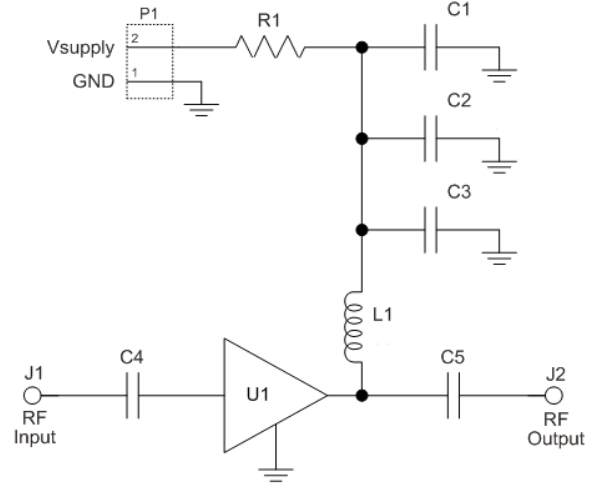 P1
R1
C1
Vsupply
2
GND
1
C2
C3
L1
J1
C4
U1
C5
J2
RF
Input
RF
Output